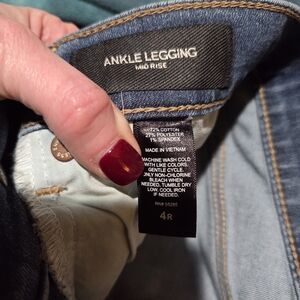 ANKLE LEGGING
MID RISE
72% COTTON
27% POLYESTER
1% SPANDEX
MADE IN VIETNAM
MACHINE WASH COLD
WITH LIKE COLORS,
GENTLE CYCLE.
ONLY NON-CHLORINE
BLEACH WHEN
NEEDED. TUMBLE DRY
LOW, COOL IRON
IF NEEDED.
4R